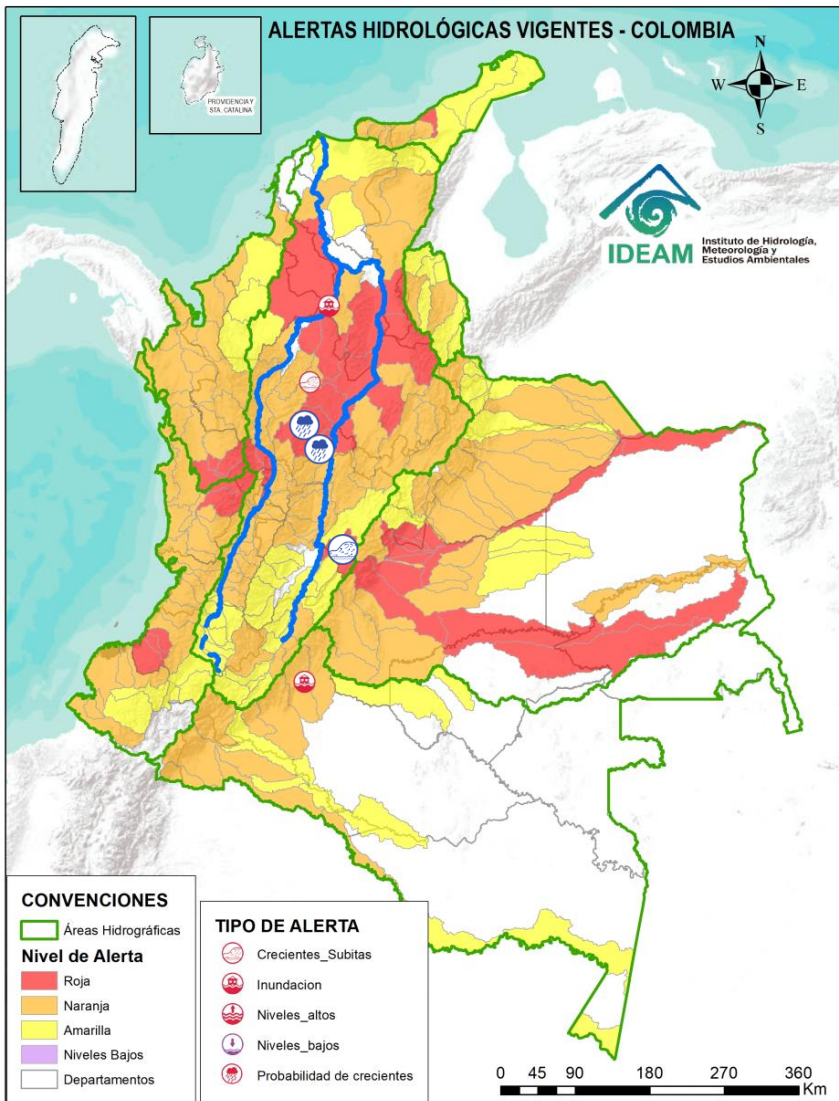 ALERTAS HIDROLÓGICAS VIGENTES - COLOMBIA
PROVIDENCIA Y
STA. CATALINA
N
W
E
S
IDEAM
Instituto de Hidrología,
Meteorología y
Estudios Ambientales
CONVENCIONES
Áreas Hidrográficas
Nivel de Alerta
Roja
Naranja
Amarilla
Niveles Bajos
Departamentos
TIPO DE ALERTA
Crecientes_Subitas
Inundacion
Niveles_altos
Niveles_bajos
Probabilidad de crecientes
0 45 90 180 270 360
Km